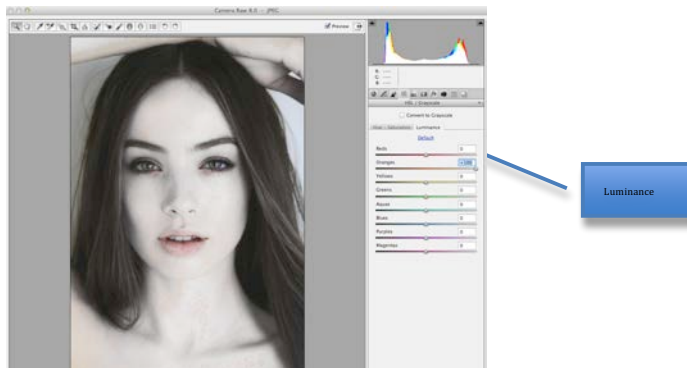 Camera Raw 8.0 - JPEG
Preview
R: ----
G: ----
B: ----
HSL / Grayscale
Convert to Grayscale
Hue Saturation Luminance
Default
Reds 0
Oranges +100
Yellows 0
Greens 0
Aquas 0
Blues 0
Purples 0
Magentas 0
Luminance